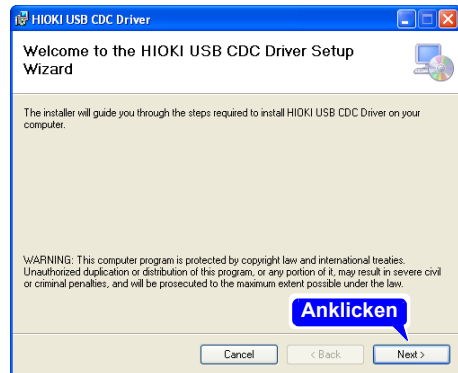 HIOKI USB CDC Driver
Welcome to the HIOKI USB CDC Driver Setup
Wizard
The installer will guide you through the steps required to install HIOKI USB CDC Driver on your
computer.
WARNING: This computer program is protected by copyright law and international treaties.
Unauthorized duplication or distribution of this program, or any portion of it, may result in severe civil
or criminal penalties, and will be prosecuted to the maximum extent possible under the law.
Anklicken
Cancel < Back Next >